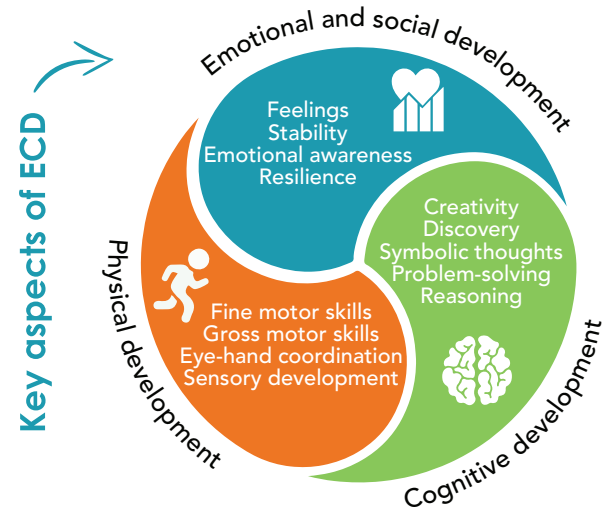 Key aspects of ECD
Emotional and social development
Feelings
Stability
Emotional awareness
Resilience
Creativity
Discovery
Symbolic thoughts
Problem-solving
Reasoning
Cognitive development
Physical development
Fine motor skills
Gross motor skills
Eye-hand coordination
Sensory development